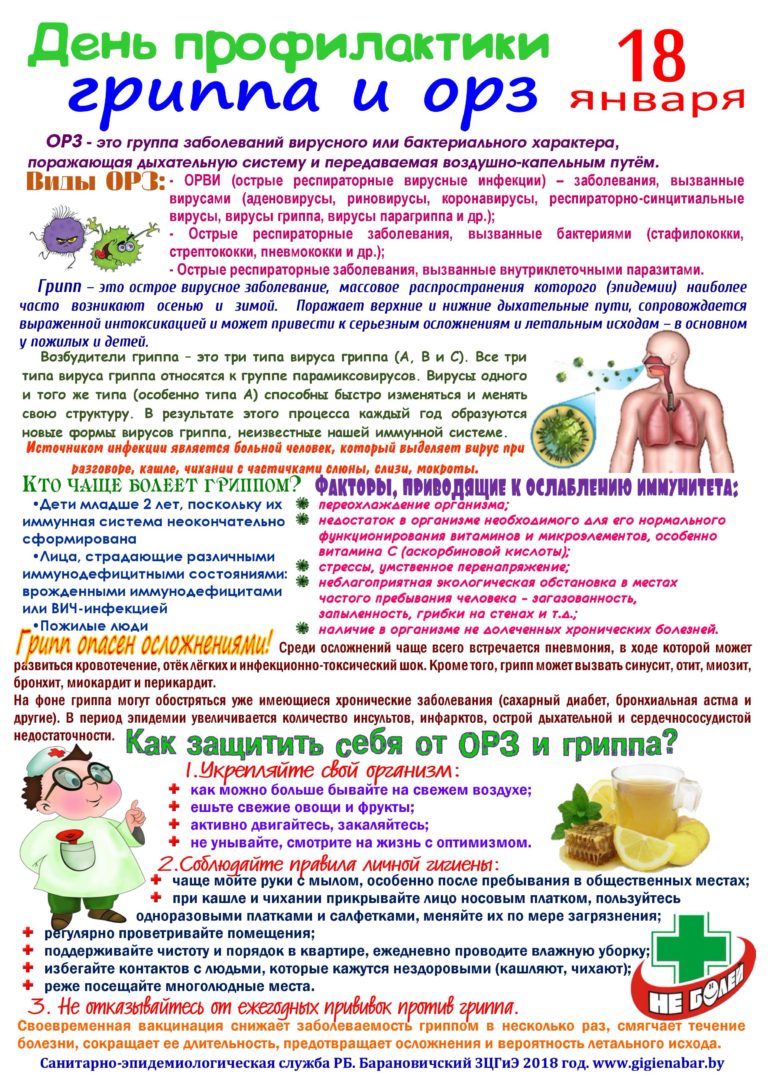 День профилактики
гриппа и орз
18
января
ОРЗ - это группа заболеваний вирусного или бактериального характера,
поражающая дыхательную систему и передаваемая воздушно-капельным путём.
Виды ОРЗ:
- ОРВИ (острые респираторные вирусные инфекции) – заболевания, вызванные
вирусами (аденовирусы, риновирусы, коронавирусы, респираторно-синцитиальные
вирусы, вирусы гриппа, вирусы парагриппа и др.);
- Острые респираторные заболевания, вызванные бактериями (стафилококки,
стрептококки, пневмококки и др.);
- Острые респираторные заболевания, вызванные внутриклеточными паразитами.
Грипп – это острое вирусное заболевание, массовое распространения которого (эпидемии) наиболее
часто возникают осенью и зимой. Поражает верхние и нижние дыхательные пути, сопровождается
выраженной интоксикацией и может привести к серьезным осложнениям и летальным исходам – в основном
у пожилых и детей.
Возбудители гриппа – это три типа вируса гриппа (А, В и С). Все три
типа вируса гриппа относятся к группе парамиксовирусов. Вирусы одного
и того же типа (особенно типа А) способны быстро изменяться и менять
свою структуру. В результате этого процесса каждый год образуются
новые формы вирусов гриппа, неизвестные нашей иммунной системе.
Источником инфекции является больной человек, который выделяет вирус при
разговоре, кашле, чихании с частичками слюны, слизи, мокроты.
Кто чаще болеет гриппом?
•Дети младше 2 лет, поскольку их
иммунная система неокончательно
сформирована
•Лица, страдающие различными
иммунодефицитными состояниями:
врожденными иммунодефицитами
или ВИЧ-инфекцией
•Пожилые люди
Факторы, приводящие к ослаблению иммунитета:
переохлаждение организма;
недостаток в организме необходимого для его нормального
функционирования витаминов и микроэлементов, особенно
витамина С (аскорбиновой кислоты);
стрессы, умственное перенапряжение;
неблагоприятная экологическая обстановка в местах
частого пребывания человека - загазованность,
запыленность, грибки на стенах и т.д.;
наличие в организме не долеченных хронических болезней.
Грипп опасен осложнениями!
Среди осложнений чаще всего встречается пневмония, в ходе которой может
развиться кровотечение, отёк лёгких и инфекционно-токсический шок. Кроме того, грипп может вызвать синусит, отит, миозит,
бронхит, миокардит и перикардит.
На фоне гриппа могут обостряться уже имеющиеся хронические заболевания (сахарный диабет, бронхиальная астма и
другие). В период эпидемии увеличивается количество инсультов, инфарктов, острой дыхательной и сердечнососудистой
недостаточности.
Как защитить себя от ОРЗ и гриппа?
1.Укрепляйте свой организм:
как можно больше бывайте на свежем воздухе;
ешьте свежие овощи и фрукты;
активно двигайтесь, закаляйтесь;
не унывайте, смотрите на жизнь с оптимизмом.
2.Соблюдайте правила личной гигиены:
чаще мойте руки с мылом, особенно после пребывания в общественных местах;
при кашле и чихании прикрывайте лицо носовым платком, пользуйтесь
одноразовыми платками и салфетками, меняйте их по мере загрязнения;
регулярно проветривайте помещения;
поддерживайте чистоту и порядок в квартире, ежедневно проводите влажную уборку;
избегайте контактов с людьми, которые кажутся нездоровыми (кашляют, чихают);
реже посещайте многолюдные места.
НЕ БОЛЕЙ
3. Не отказывайтесь от ежегодных прививок против гриппа.
Своевременная вакцинация снижает заболеваемость гриппом в несколько раз, смягчает течение
болезни, сокращает ее длительность, предотвращает осложнения и вероятность летального исхода.
Санитарно-эпидемиологическая служба РБ. Барановичский ЗЦГиЭ 2018 год. www.gigienabar.by